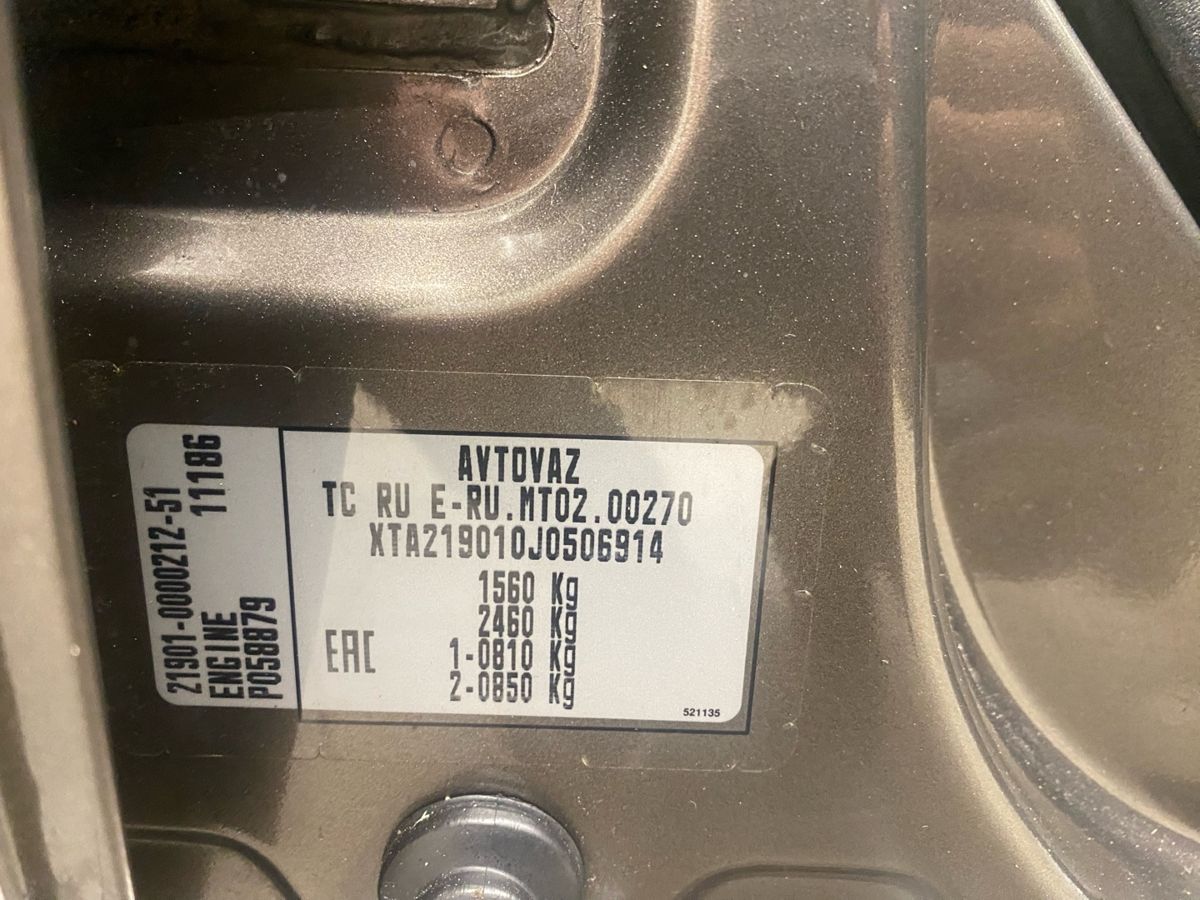 21901-0000212-51
ENGINE 11186
P058879
AVTOVAZ
TC RU E-RU.MT02.00270
XTA219010J0506914
1560 Kg
2460 Kg
EAC 1-0810 Kg
2-0850 Kg
521135